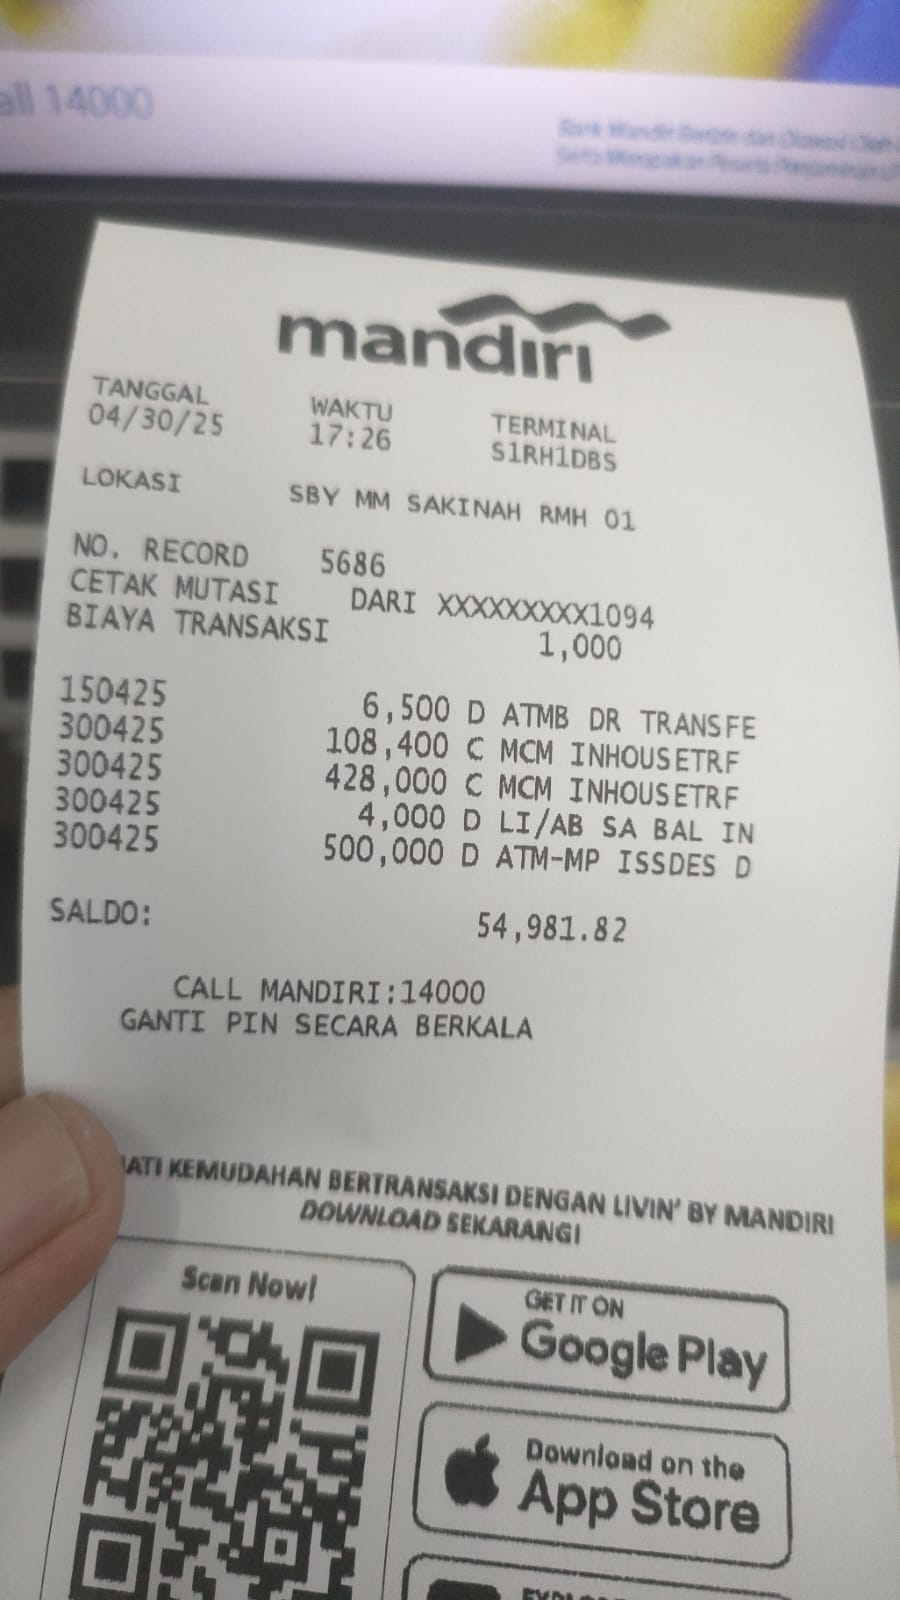 all 14000
mandırı
TANGGAL WAKTU TERMINAL
04/30/25 17:26 S1RH1DBS
LOKASI SBY MM SAKINAH RMH 01
NO. RECORD 5686
CETAK MUTASI DARI XXXXXXXXX1094
BIAYA TRANSAKSI 1,000
150425 6,500 D ATMB DR TRANSFE
300425 108,400 C MCM INHOUSETRF
300425 428,000 C MCM INHOUSETRF
300425 4,000 D LI/AB SA BAL IN
300425 500,000 D ATM-MP ISSDES D
SALDO: 54,981.82
CALL MANDIRI:14000
GANTI PIN SECARA BERKALA
ATI KEMUDAHAN BERTRANSAKSI DENGAN LIVIN' BY MANDIRI
DOWNLOAD SEKARANG!
Scan Now!
GET IT ON
Google Play
Download on the
App Store